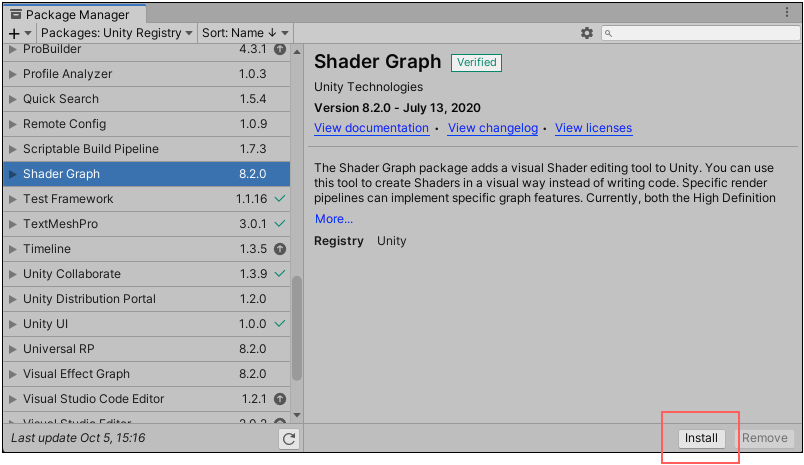 Package Manager
Packages: Unity Registry
Sort: Name ↓
ProBuilder 4.3.1
Profile Analyzer 1.0.3
Quick Search 1.5.4
Remote Config 1.0.9
Scriptable Build Pipeline 1.7.3
Shader Graph 8.2.0
Test Framework 1.1.16
TextMeshPro 3.0.1
Timeline 1.3.5
Unity Collaborate 1.3.9
Unity Distribution Portal 1.2.0
Unity UI 1.0.0
Universal RP 8.2.0
Visual Effect Graph 8.2.0
Visual Studio Code Editor 1.2.1
Visual Studio Editor
Last update Oct 5, 15:16
Shader Graph Verified
Unity Technologies
Version 8.2.0 - July 13, 2020
View documentation • View changelog • View licenses
The Shader Graph package adds a visual Shader editing tool to Unity. You can use
this tool to create Shaders in a visual way instead of writing code. Specific render
pipelines can implement specific graph features. Currently, both the High Definition
More...
Registry Unity
Install Remove